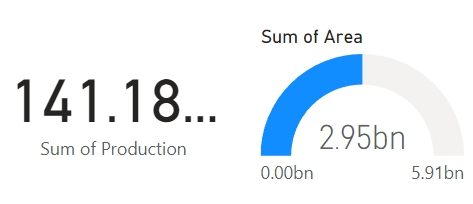 141.18...
Sum of Production
Sum of Area
2.95bn
0.00bn
5.91bn